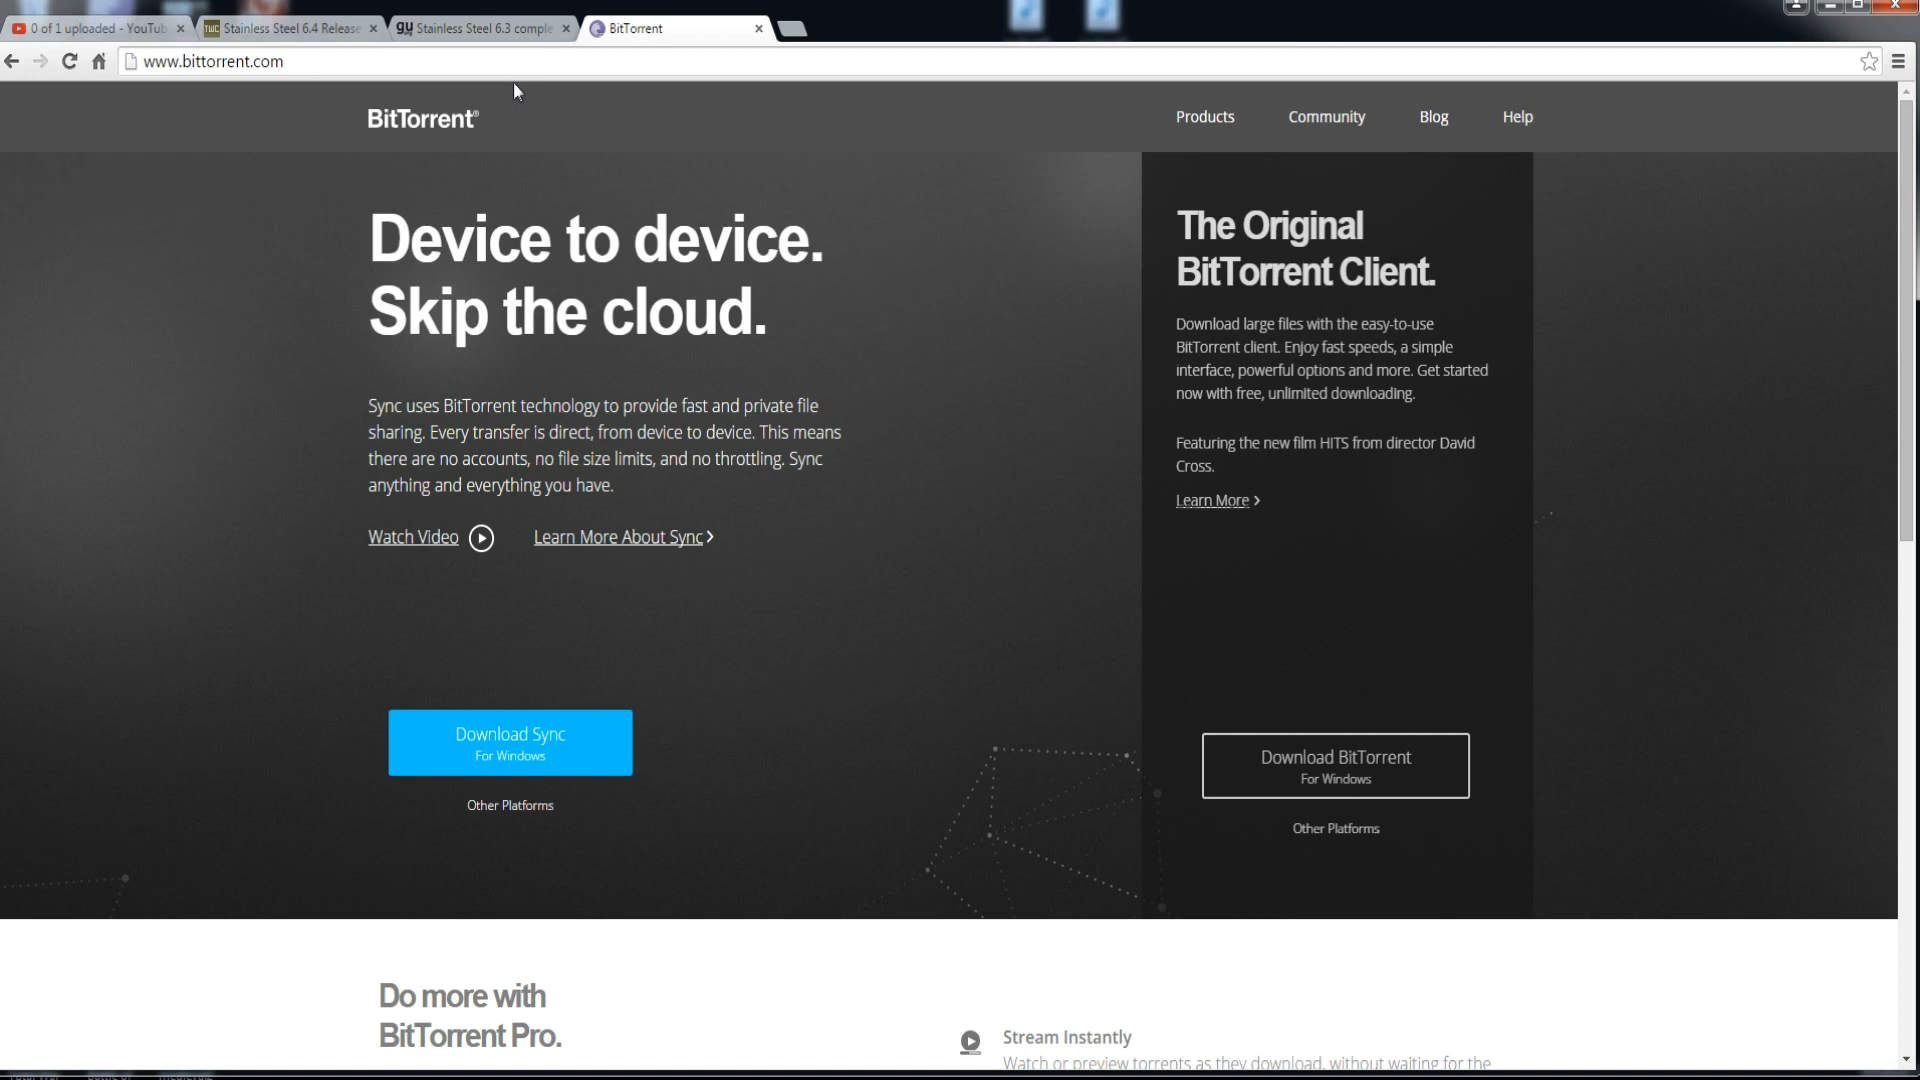 0 of 1 uploaded - YouTub
TWC Stainless Steel 6.4 Release
gu Stainless Steel 6.3 comple
BitTorrent
www.bittorrent.com
BitTorrent®
Products
Community
Blog
Help
Device to device.
Skip the cloud.
Sync uses BitTorrent technology to provide fast and private file
sharing. Every transfer is direct, from device to device. This means
there are no accounts, no file size limits, and no throttling. Sync
anything and everything you have.
Watch Video
Learn More About Sync
Download Sync
For Windows
Other Platforms
The Original
BitTorrent Client.
Download large files with the easy-to-use
BitTorrent client. Enjoy fast speeds, a simple
interface, powerful options and more. Get started
now with free, unlimited downloading.
Featuring the new film HITS from director David
Cross.
Learn More
Download BitTorrent
For Windows
Other Platforms
Do more with
BitTorrent Pro.
Stream Instantly
Watch or preview torrents as they download, without waiting for the